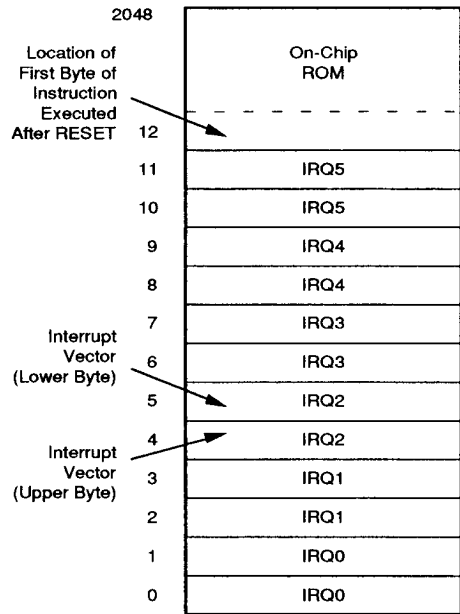 2048
On-Chip
ROM
Location of
First Byte of
Instruction
Executed
After RESET
12
11 IRQ5
10 IRQ5
9 IRQ4
8 IRQ4
7 IRQ3
Interrupt
Vector
(Lower Byte)
6 IRQ3
5 IRQ2
4 IRQ2
Interrupt
Vector
(Upper Byte)
3 IRQ1
2 IRQ1
1 IRQ0
0 IRQ0